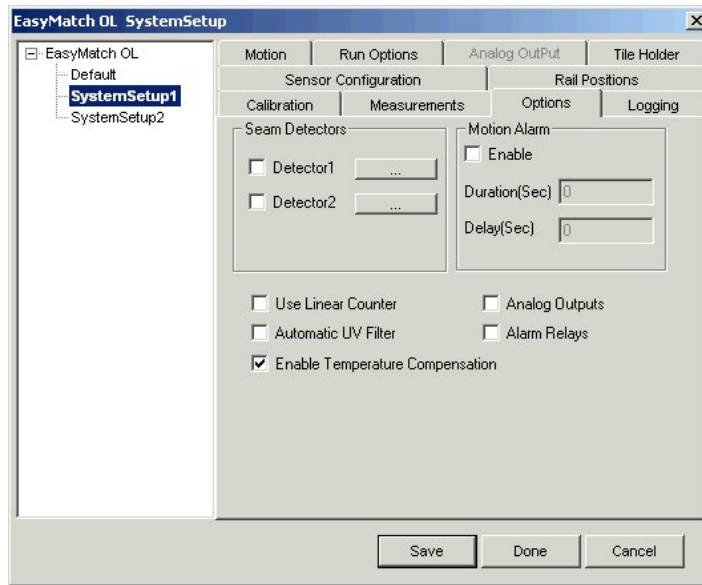 EasyMatch OL  SystemSetup
EasyMatch OL
Default
SystemSetup1
SystemSetup2
Motion
Run Options
Analog OutPut
Tile Holder
Sensor Configuration
Rail Positions
Calibration
Measurements
Options
Logging
Seam Detectors
Detector1
...
Detector2
...
Motion Alarm
Enable
Duration(Sec)
0
Delay(Sec)
0
Use Linear Counter
Analog Outputs
Automatic UV Filter
Alarm Relays
Enable Temperature Compensation
Save
Done
Cancel